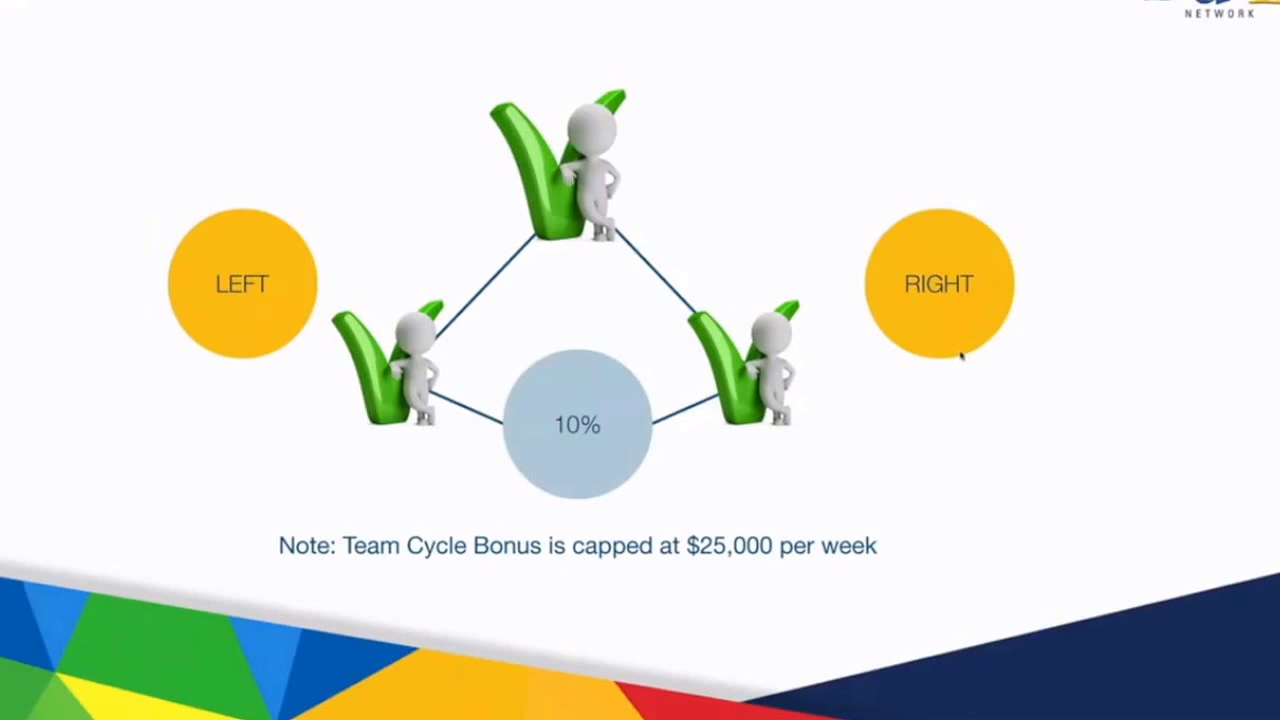 NETWORK
LEFT
RIGHT
10%
Note: Team Cycle Bonus is capped at $25,000 per week